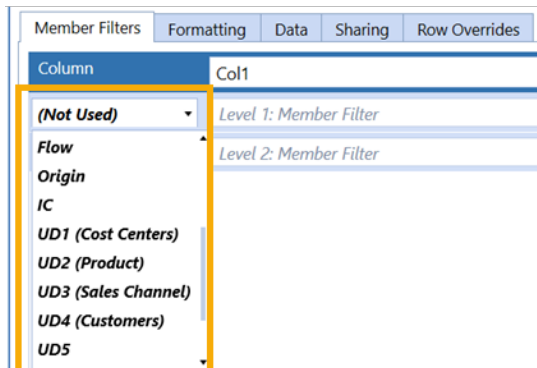 Member Filters Formatting Data Sharing Row Overrides
Column Col1
(Not Used) Level 1: Member Filter
Flow Level 2: Member Filter
Origin
IC
UD1 (Cost Centers)
UD2 (Product)
UD3 (Sales Channel)
UD4 (Customers)
UD5